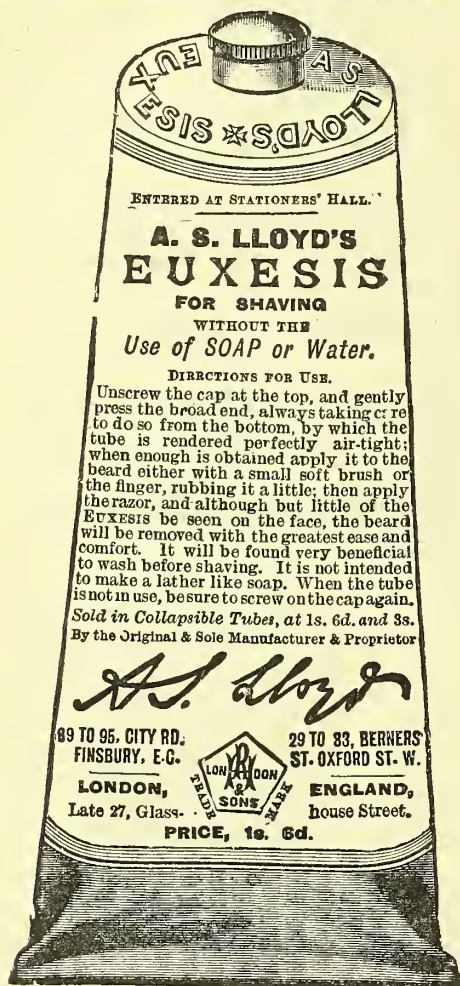 A S LLOYD'S EUXESIS
ENTERED AT STATIONERS' HALL.
A. S. LLOYD'S
EUXESIS
FOR SHAVING
WITHOUT THE
Use of SOAP or Water.
DIRECTIONS FOR USE.
Unscrew the cap at the top, and gently
press the broad end, always taking care
to do so from the bottom, by which the
tube is rendered perfectly air-tight;
when enough is obtained apply it to the
beard either with a small soft brush or
the finger, rubbing it a little; then apply
the razor, and although but little of the
EUXESIS be seen on the face, the beard
will be removed with the greatest ease and
comfort. It will be found very beneficial
to wash before shaving. It is not intended
to make a lather like soap. When the tube
is not in use, be sure to screw on the cap again.
Sold in Collapsible Tubes, at 1s. 6d. and 3s.
By the Original & Sole Manufacturer & Proprietor
A.S. Lloyd
89 TO 95, CITY RD.
FINSBURY, E.C.
LONDON,
Late 27, Glass-
LONDON
& SONS
TRADE MARK
29 TO 33, BERNERS
ST. OXFORD ST. W.
ENGLAND,
house Street.
PRICE, 1s. 6d.